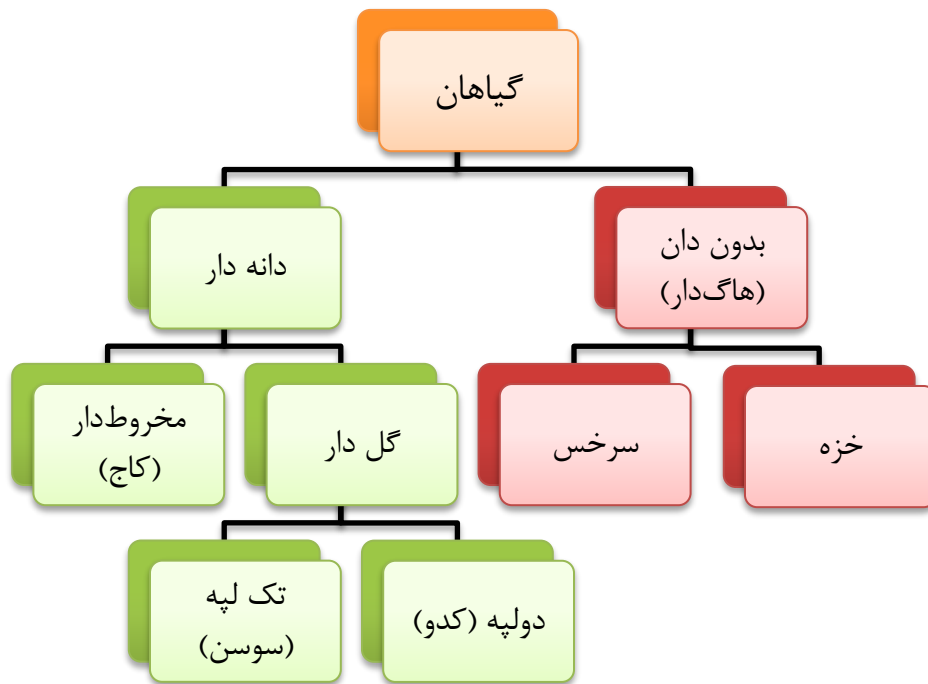 گیاهان
بدون دان
(هاگ‌دار)
دانه دار
خزه
سرخس
گل دار
مخروط‌دار
(کاج)
دولپه (کدو)
تک لپه
(سوسن)